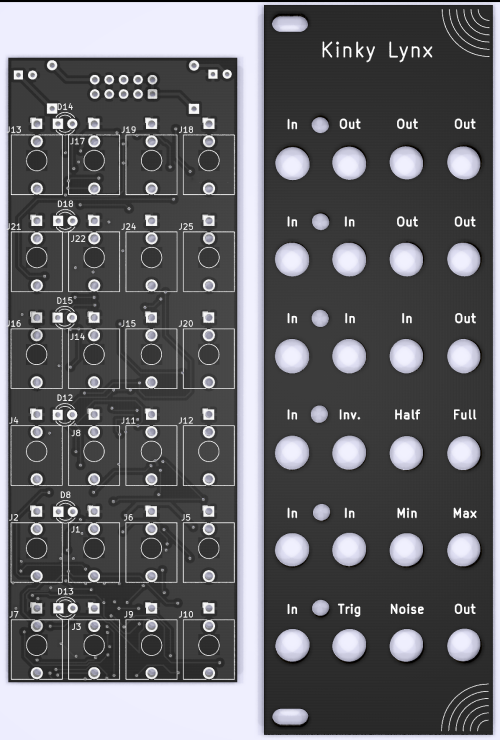 D14
J13
J17
J19
J18
D18
J21
J22
J24
J25
D15
J16
J14
J15
J20
D12
J4
J8
J11
J12
D8
J2
J1
J6
J5
D13
J7
J3
J9
J10
Kinky Lynx
In Out Out Out
In In Out Out
In In In Out
In Inv. Half Full
In In Min Max
In Trig Noise Out